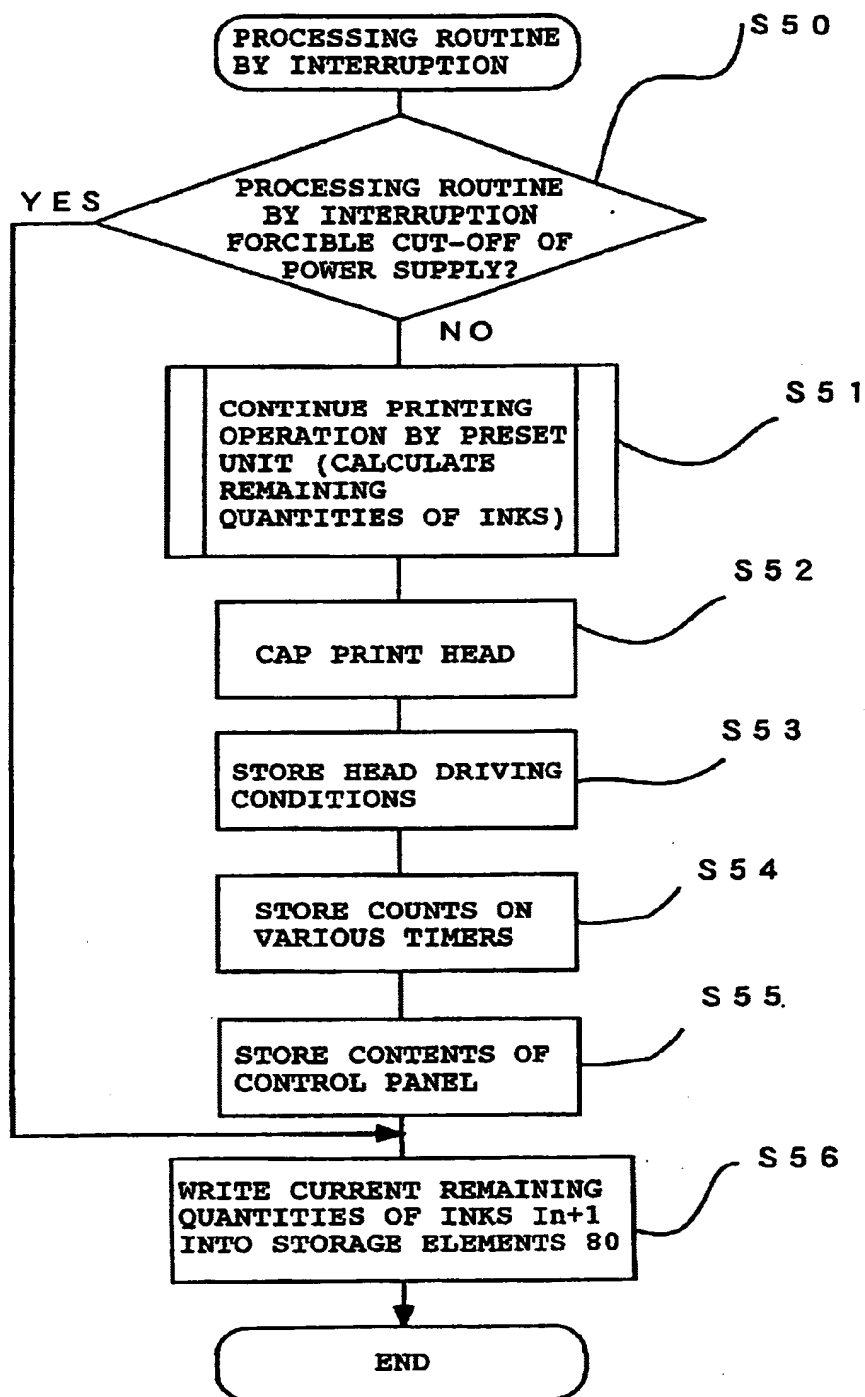 PROCESSING ROUTINE
BY INTERRUPTION
S50
YES
PROCESSING ROUTINE
BY INTERRUPTION
FORCIBLE CUT-OFF OF
POWER SUPPLY?
NO
CONTINUE PRINTING
OPERATION BY PRESET
UNIT (CALCULATE
REMAINING
QUANTITIES OF INKS)
S51
S52
CAP PRINT HEAD
S53
STORE HEAD DRIVING
CONDITIONS
S54
STORE COUNTS ON
VARIOUS TIMERS
S55
STORE CONTENTS OF
CONTROL PANEL
S56
WRITE CURRENT REMAINING
QUANTITIES OF INKS In+1
INTO STORAGE ELEMENTS 80
END